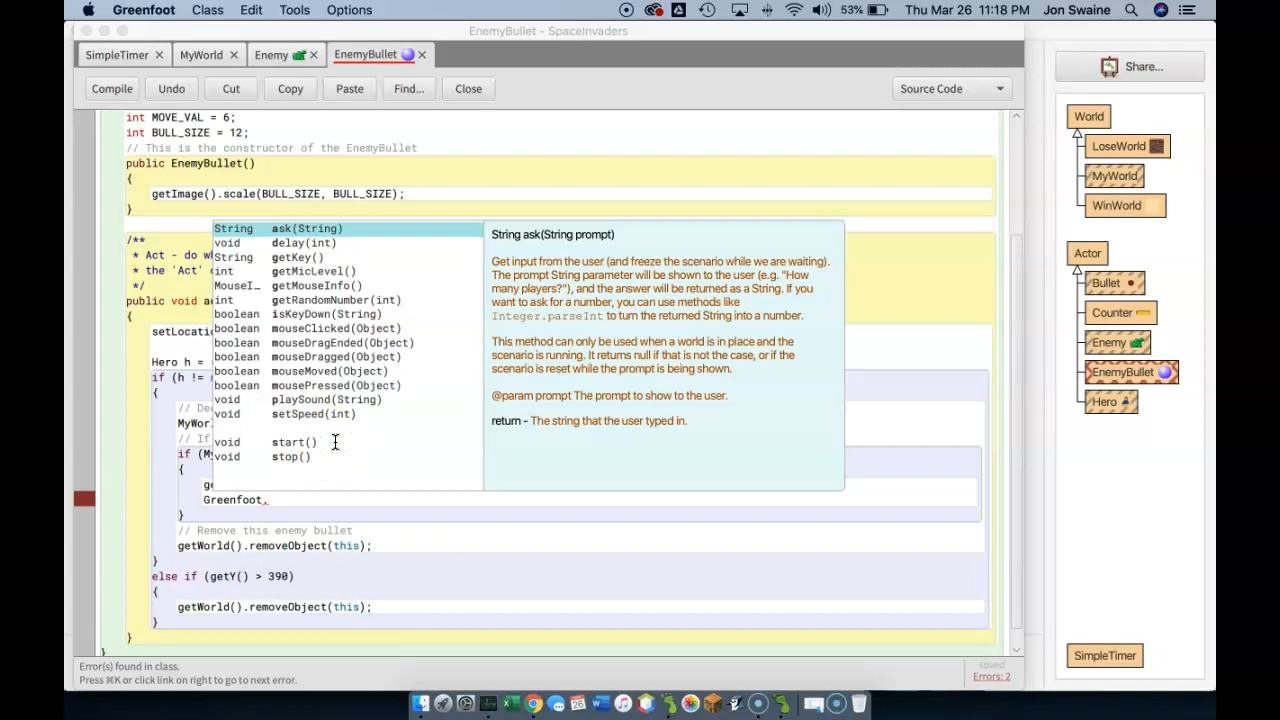 Greenfoot Class Edit Tools Options 53% Thu Mar 26 11:18 PM Jon Swaine
EnemyBullet - SpaceInvaders
SimpleTimer MyWorld Enemy EnemyBullet
Compile Undo Cut Copy Paste Find... Close Source Code
Share...
int MOVE_VAL = 6;
int BULL_SIZE = 12;
// This is the constructor of the EnemyBullet
public EnemyBullet()
{
getImage().scale(BULL_SIZE, BULL_SIZE);
}
/**
* Act - do wh
* the 'Act'
*/
public void ac
{
setLocatio
Hero h =
if (h !=
{
// De
MyWor
// If
if (My
{
ge
Greenfoot.
}
// Remove this enemy bullet
getWorld().removeObject(this);
}
else if (getY() > 390)
{
getWorld().removeObject(this);
}
}
}
String ask(String)
void delay(int)
String getKey()
int getMicLevel()
MouseI… getMouseInfo()
int getRandomNumber(int)
boolean isKeyDown(String)
boolean mouseClicked(Object)
boolean mouseDragEnded(Object)
boolean mouseDragged(Object)
boolean mouseMoved(Object)
boolean mousePressed(Object)
void playSound(String)
void setSpeed(int)
void start()
void stop()
String ask(String prompt)
Get input from the user (and freeze the scenario while we are waiting).
The prompt String parameter will be shown to the user (e.g. "How
many players?"), and the answer will be returned as a String. If you
want to ask for a number, you can use methods like
Integer.parseInt to turn the returned String into a number.
This method can only be used when a world is in place and the
scenario is running. It returns null if that is not the case, or if the
scenario is reset while the prompt is being shown.
@param prompt The prompt to show to the user.
return - The string that the user typed in.
Error(s) found in class.
Press ⌘K or click link on right to go to next error.
saved
Errors: 2
World
LoseWorld
MyWorld
WinWorld
Actor
Bullet
Counter
Enemy
EnemyBullet
Hero
SimpleTimer